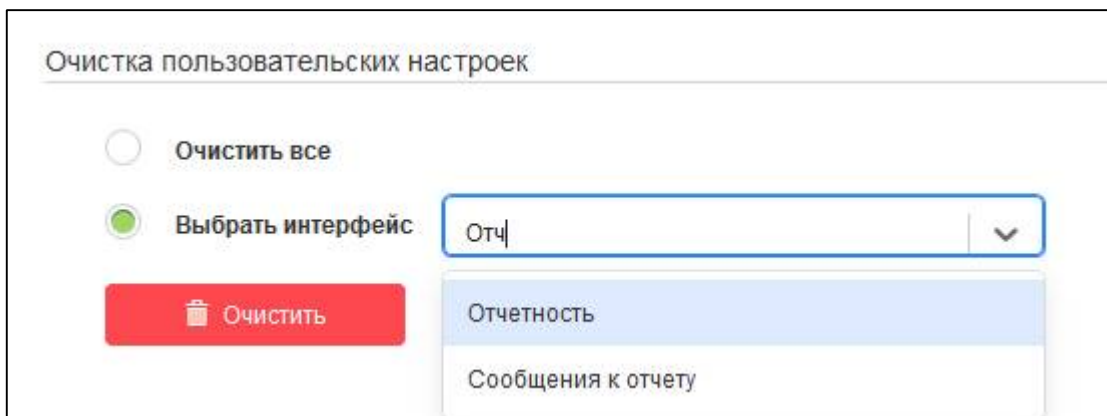 Очистка пользовательских настроек
Очистить все
Выбрать интерфейс
Отч
Очистить
Отчетность
Сообщения к отчету